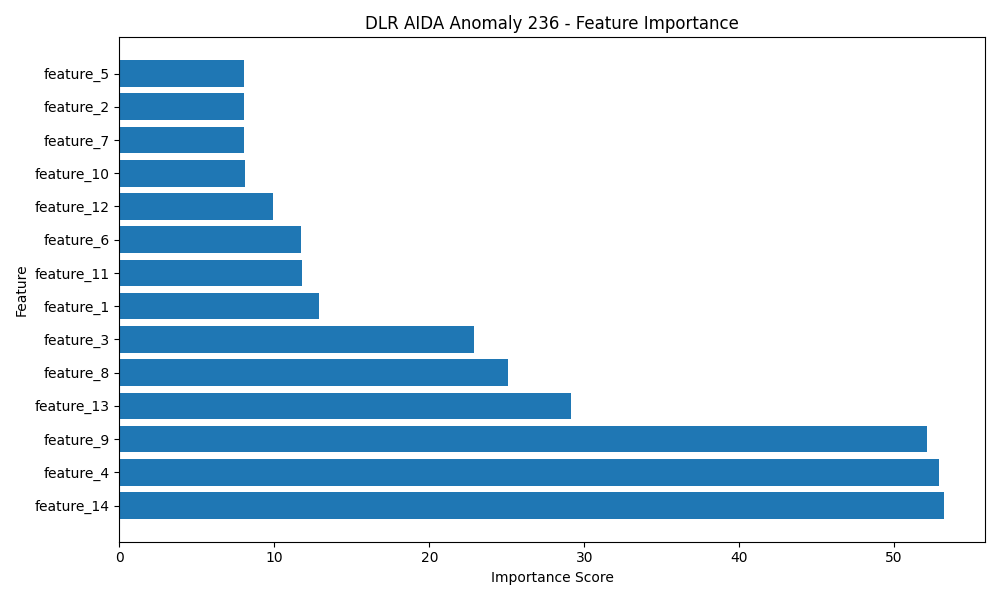 DLR AIDA Anomaly 236 - Feature Importance
Feature
feature_5
feature_2
feature_7
feature_10
feature_12
feature_6
feature_11
feature_1
feature_3
feature_8
feature_13
feature_9
feature_4
feature_14
0 10 20 30 40 50
Importance Score